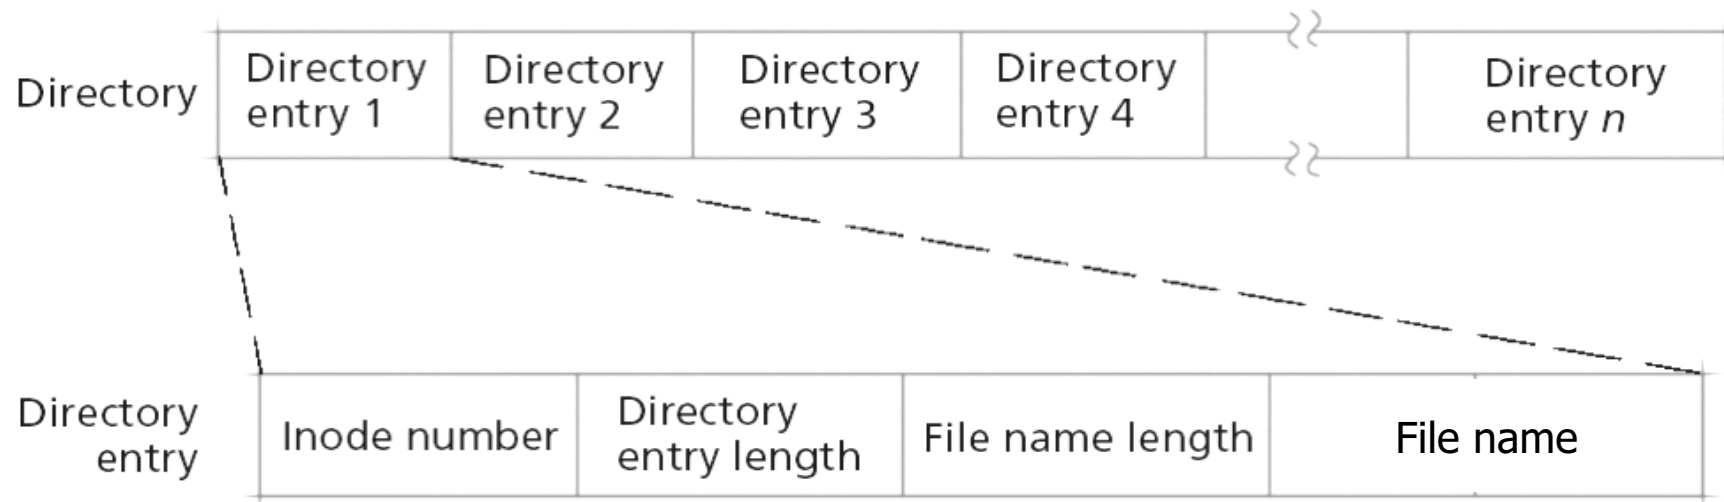 Directory
Directory
entry 1
Directory
entry 2
Directory
entry 3
Directory
entry 4
Directory
entry n
Directory
entry
Inode number
Directory
entry length
File name length
File name